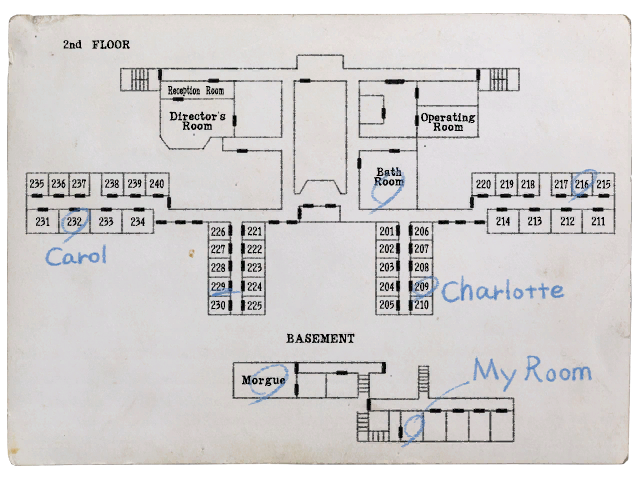 2nd FLOOR
Reception Room
Director's
Room
Operating
Room
Bath
Room
235 236 237 238 239 240
220 219 218 217 216 215
231 232 233 234
214 213 212 211
Carol
226 221
227 222
228 223
229 224
230 225
201 206
202 207
203 208
204 209
205 210
Charlotte
BASEMENT
Morgue
My Room